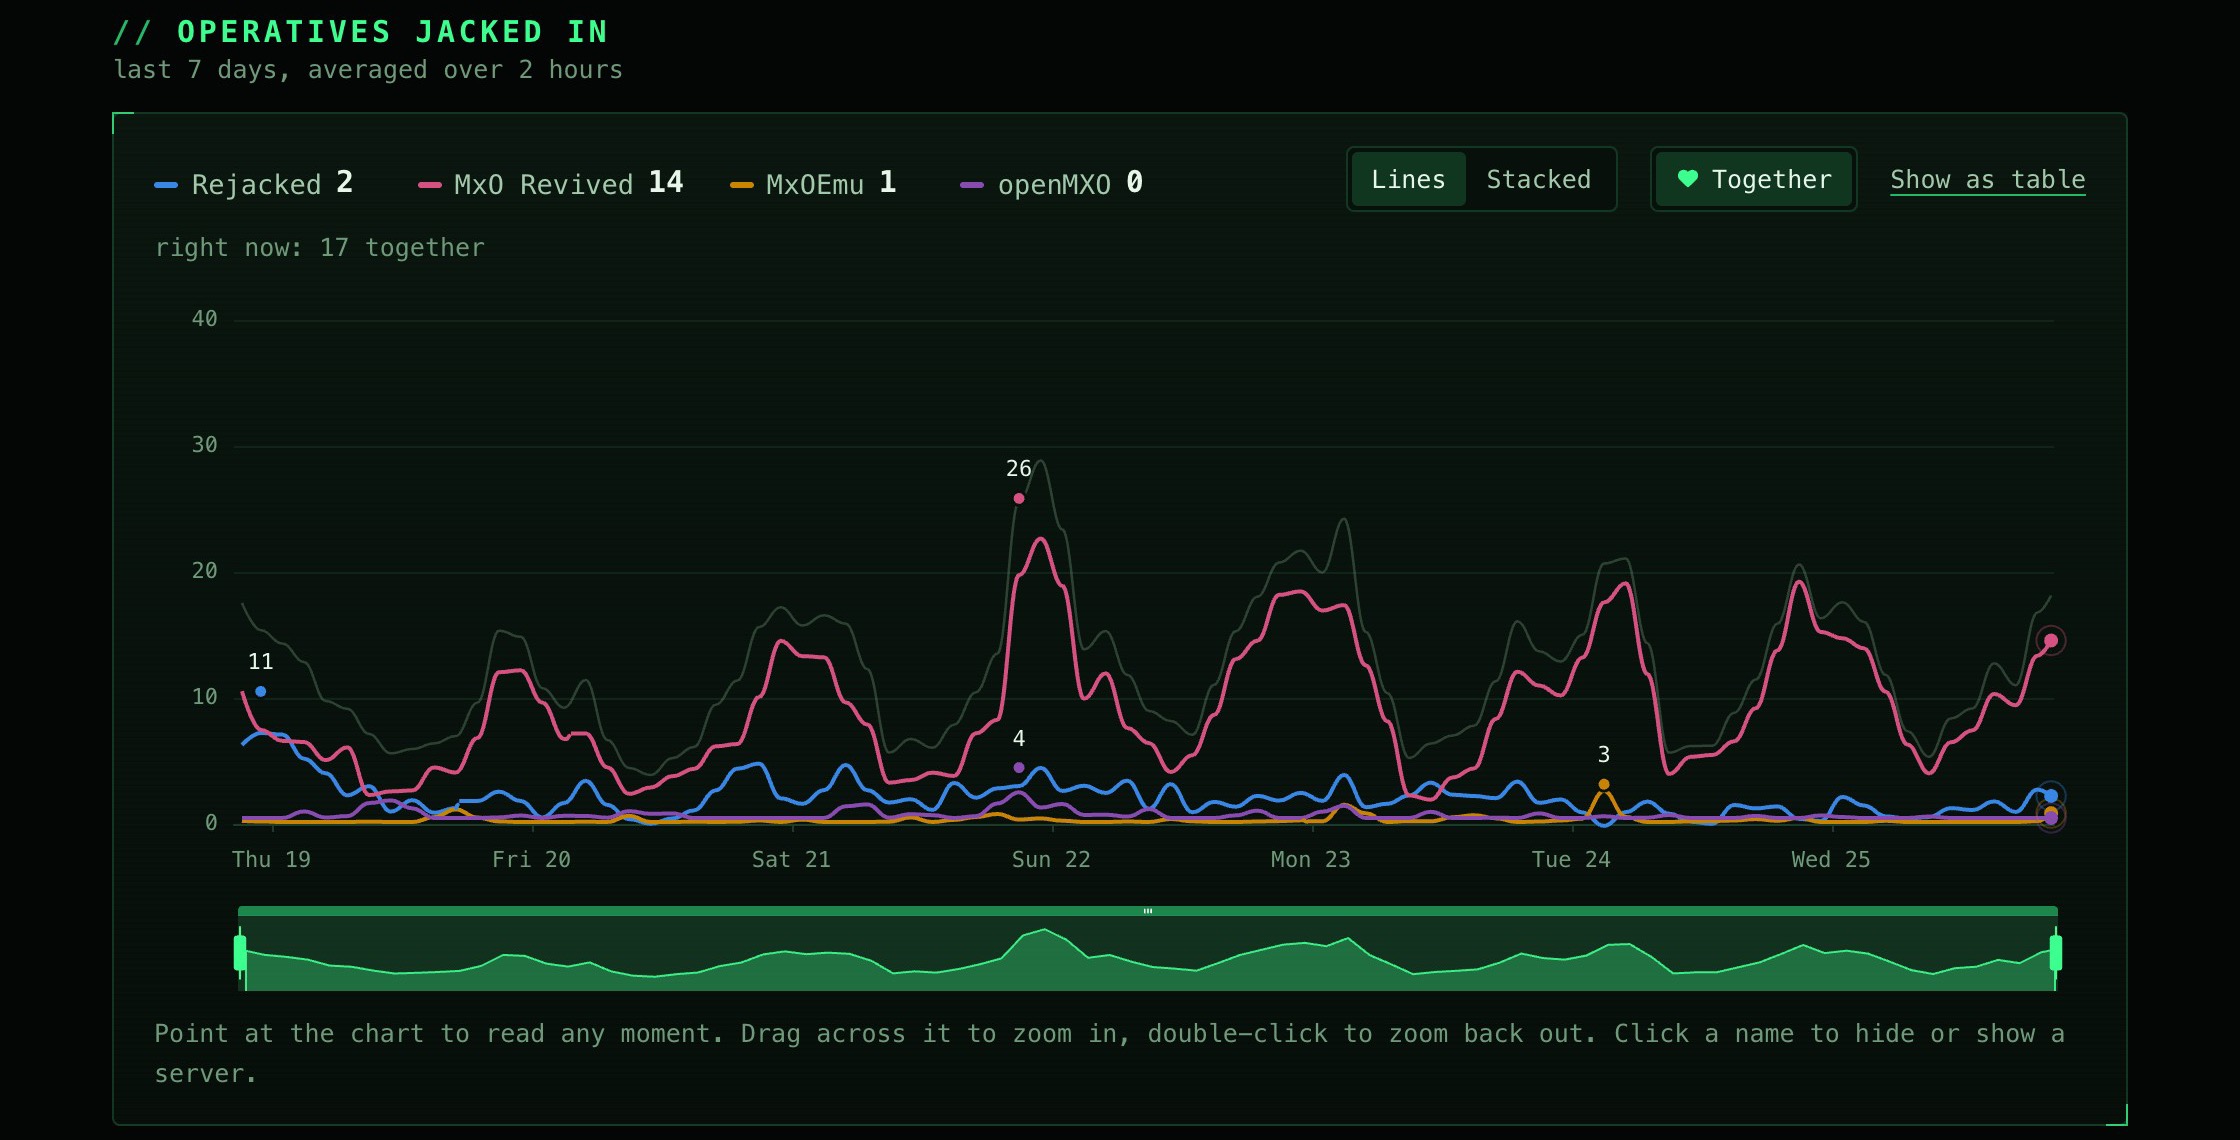 // OPERATIVES JACKED IN
last 7 days, averaged over 2 hours
Rejacked 2 MxO Revived 14 MxOEmu 1 openMXO 0 Lines Stacked Together Show as table
right now: 17 together
40
30
26
20
11
10
4
3
0
Thu 19 Fri 20 Sat 21 Sun 22 Mon 23 Tue 24 Wed 25
Point at the chart to read any moment. Drag across it to zoom in, double-click to zoom back out. Click a name to hide or show a
server.